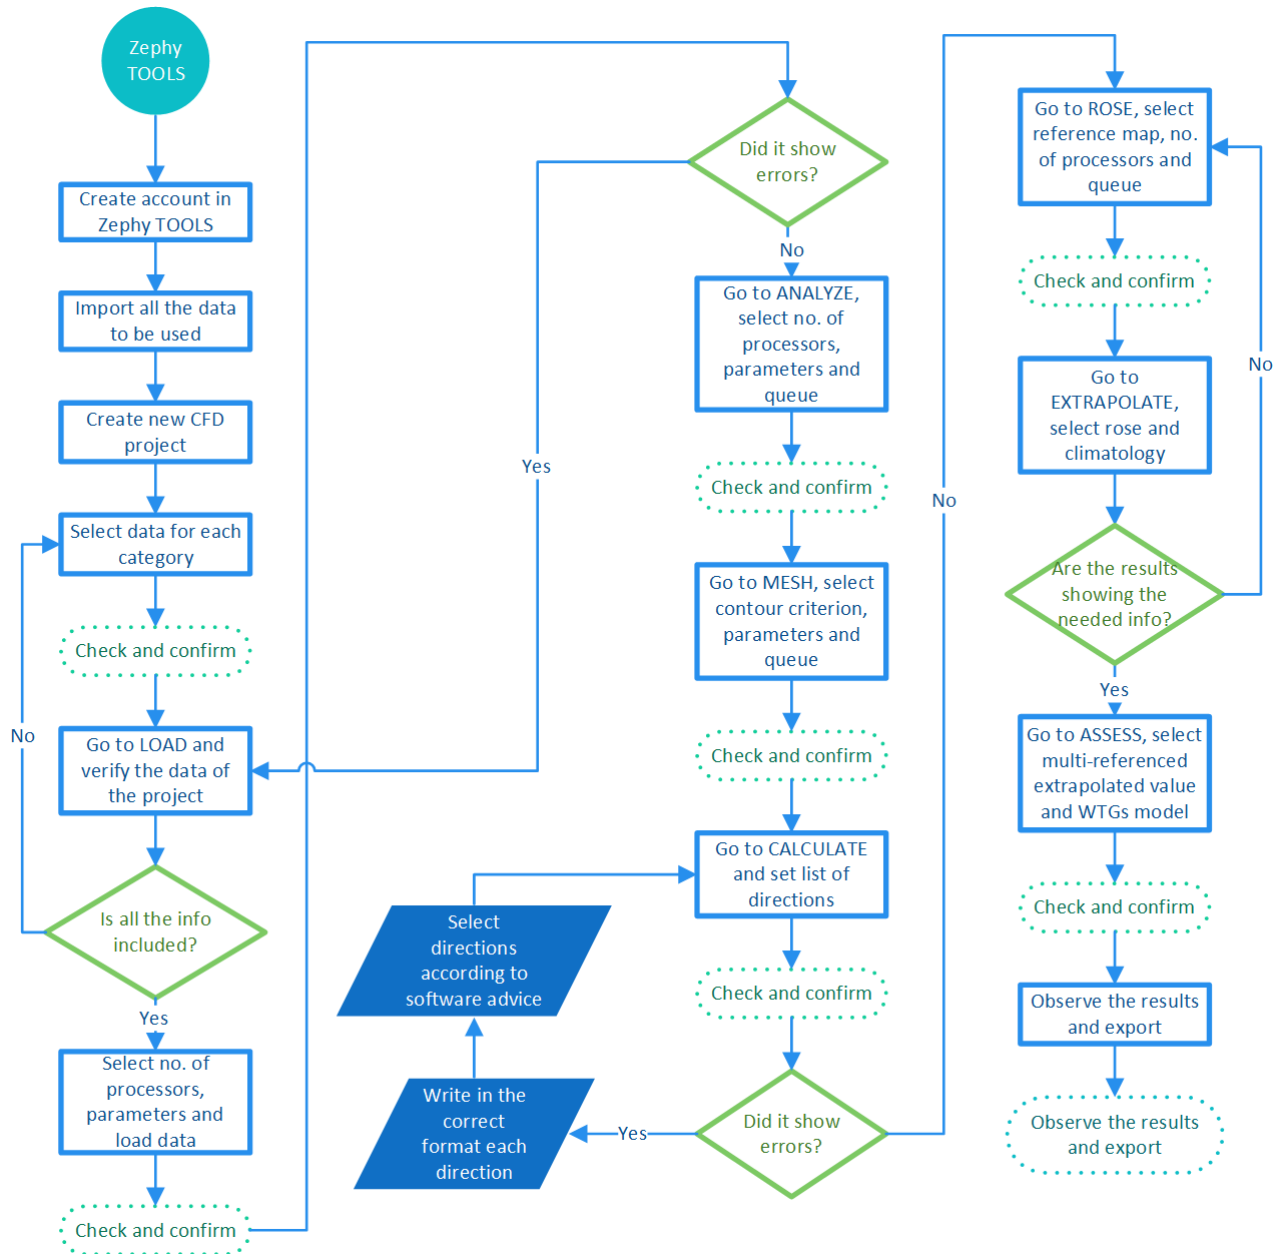 Zephy
TOOLS
Create account in
Zephy TOOLS
Import all the data
to be used
Create new CFD
project
Select data for each
category
Check and confirm
No
Go to LOAD and
verify the data of
the project
Is all the info
included?
Yes
Select no. of
processors,
parameters and
load data
Check and confirm
Did it show
errors?
Yes
No
Go to ANALYZE,
select no. of
processors,
parameters and
queue
Check and confirm
Go to MESH, select
contour criterion,
parameters and
queue
Check and confirm
Go to CALCULATE
and set list of
directions
Check and confirm
Did it show
errors?
Yes
Write in the
correct
format each
direction
Select
directions
according to
software advice
No
Go to ROSE, select
reference map, no.
of processors and
queue
Check and confirm
Go to
EXTRAPOLATE,
select rose and
climatology
Are the results
showing the
needed info?
No
Yes
Go to ASSESS, select
multi-referenced
extrapolated value
and WTGs model
Check and confirm
Observe the results
and export
Observe the results
and export